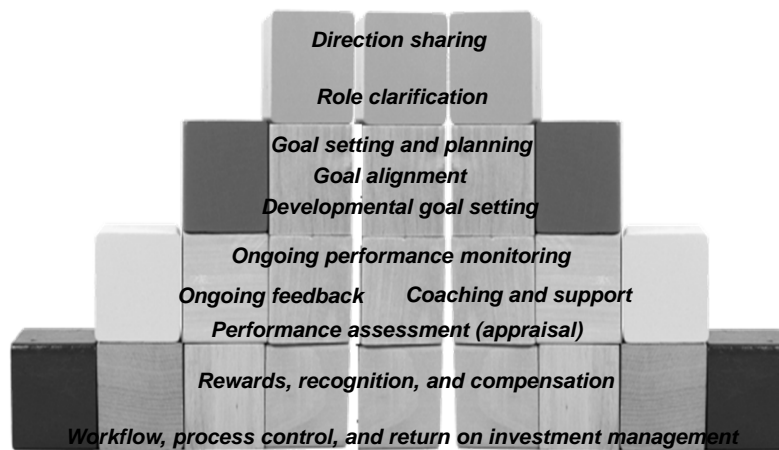 Direction sharing
Role clarification
Goal setting and planning
Goal alignment
Developmental goal setting
Ongoing performance monitoring
Ongoing feedback Coaching and support
Performance assessment (appraisal)
Rewards, recognition, and compensation
Workflow, process control, and return on investment management